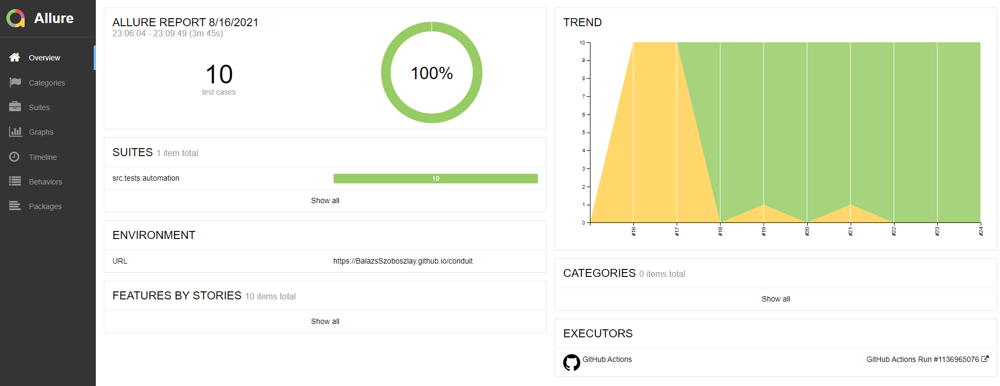 Allure
Overview
Categories
Suites
Graphs
Timeline
Behaviors
Packages
ALLURE REPORT 8/16/2021
23:06:04 - 23:09:49 (3m 45s)
10
test cases
100%
SUITES 1 item total
src.tests.automation
10
Show all
ENVIRONMENT
URL
https://BalazsSzoboszlay.github.io/conduit
FEATURES BY STORIES 10 items total
Show all
TREND
10
9
8
7
6
5
4
3
2
1
0
#16
#17
#18
#19
#20
#21
#22
#23
#24
CATEGORIES 0 items total
Show all
EXECUTORS
GitHub Actions
GitHub Actions Run #1136965076